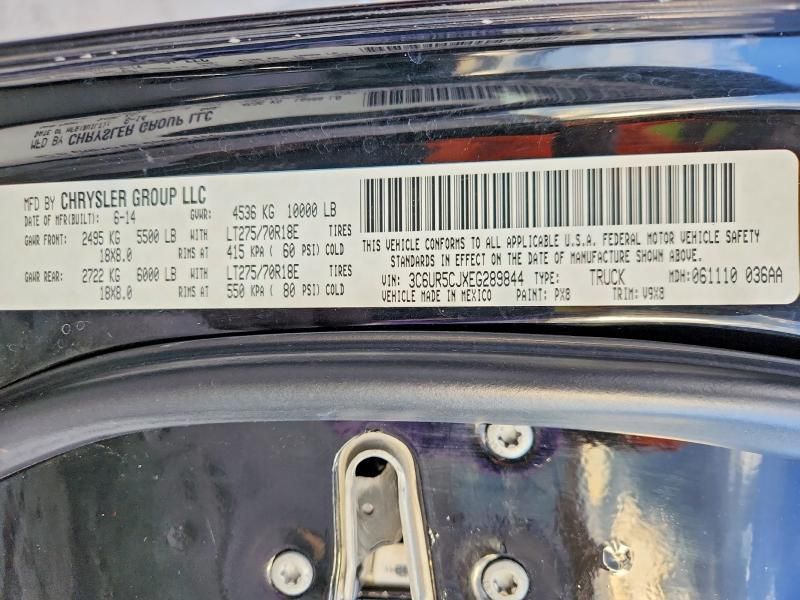 MFD BY CHRYSLER GROUP LLC
DATE OF MFR(BUILT): 6-14 GVWR: 4536 KG 10000 LB
GAWR FRONT: 2495 KG 5500 LB WITH LT275/70R18E TIRES
18X8.0 RIMS AT 415 KPA ( 60 PSI) COLD
GAWR REAR: 2722 KG 6000 LB WITH LT275/70R18E TIRES
18X8.0 RIMS AT 550 KPA ( 80 PSI) COLD
THIS VEHICLE CONFORMS TO ALL APPLICABLE U.S.A. FEDERAL MOTOR VEHICLE SAFETY
STANDARDS IN EFFECT ON THE DATE OF MANUFACTURE SHOWN ABOVE.
VIN: 3C6UR5CJXEG289844 TYPE: TRUCK MDH: 061110 036AA
VEHICLE MADE IN MEXICO PAINT: PX8 TRIM: V9X8